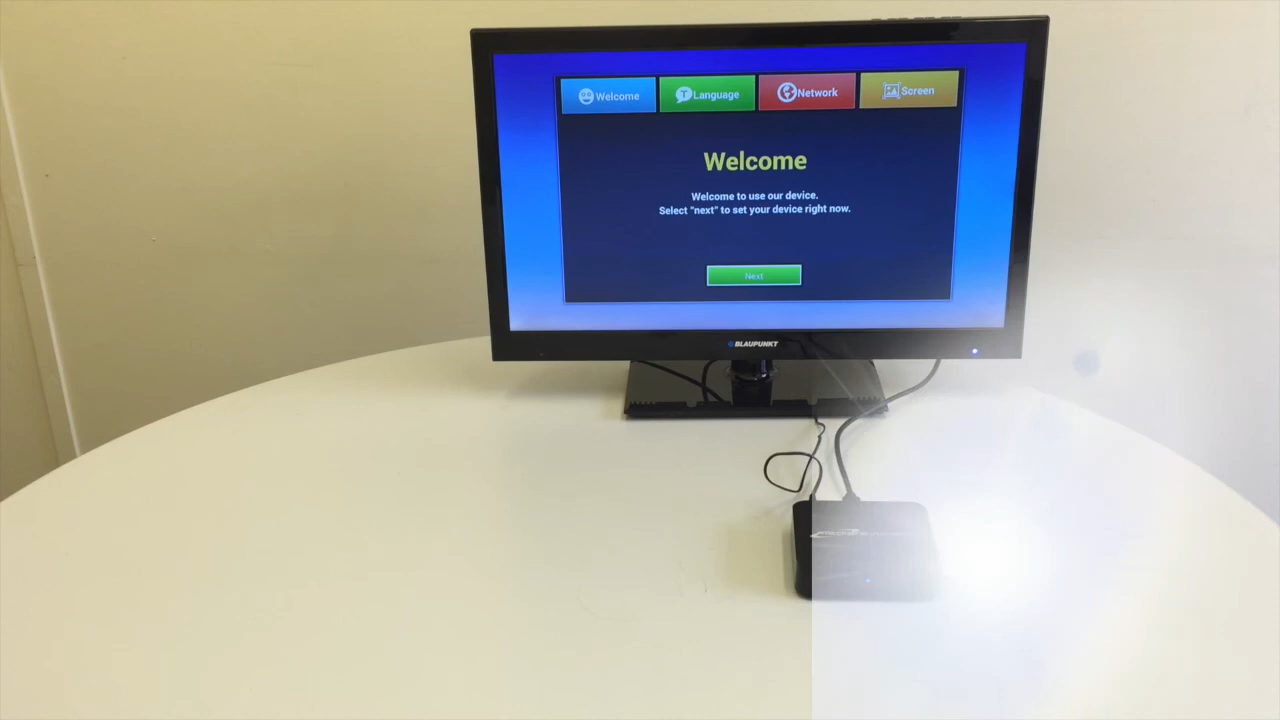 Welcome
Language
Network
Screen
Welcome
Welcome to use our device.
Select "next" to set your device right now.
Next
BLAUPUNKT